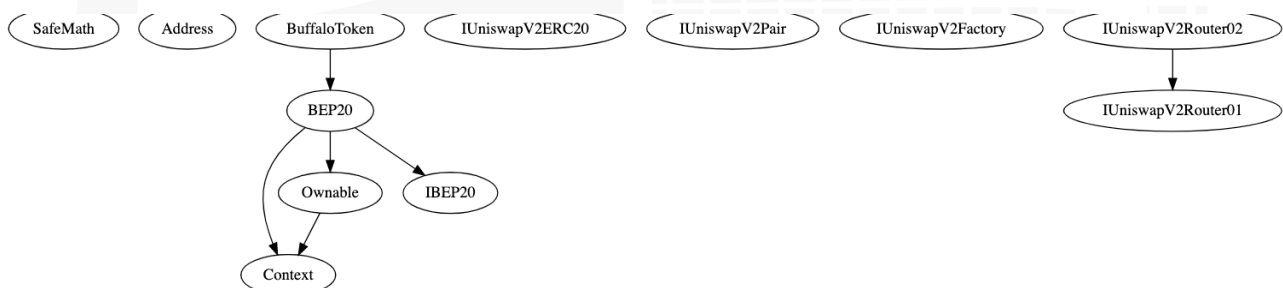 SafeMath
Address
BuffaloToken
IUniswapV2ERC20
IUniswapV2Pair
IUniswapV2Factory
IUniswapV2Router02
BEP20
IUniswapV2Router01
Ownable
IBEP20
Context